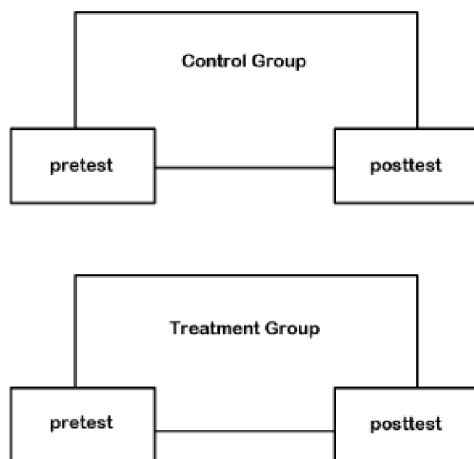 Control Group
pretest
posttest
Treatment Group
pretest
posttest